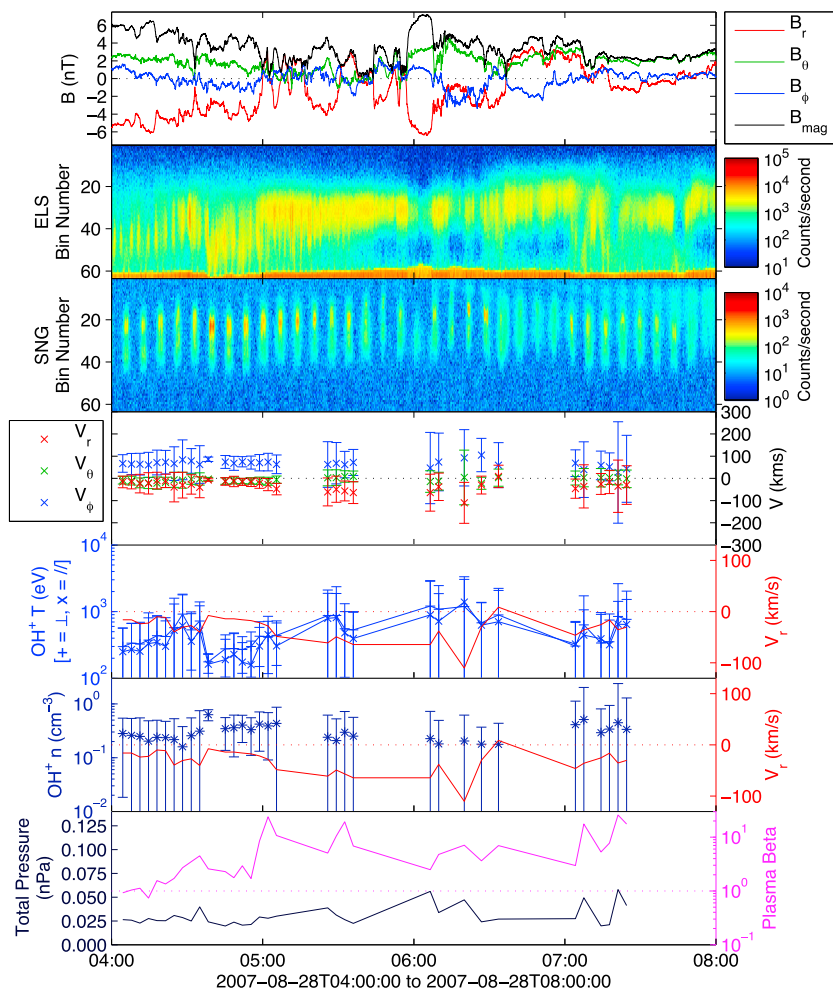 6
4
2
0
−2
−4
−6
B (nT)
B_r
B_θ
B_ϕ
B_mag
20
40
60
ELS
Bin Number
10^5
10^4
10^3
10^2
10^1
Counts/second
20
40
60
SNG
Bin Number
10^4
10^3
10^2
10^1
10^0
Counts/second
V_r
V_θ
V_ϕ
300
200
100
0
−100
−200
−300
V (kms)
10^4
10^3
10^2
OH^+ T (eV)
[+ = ⊥, x = //]
100
0
−100
V_r (km/s)
10^0
10^−1
10^−2
OH^+ n (cm^−3)
100
0
−100
V_r (km/s)
0.125
0.100
0.075
0.050
0.025
0.000
Total Pressure
(nPa)
10^1
10^0
10^−1
Plasma Beta
04:00 05:00 06:00 07:00 08:00
2007−08−28T04:00:00 to 2007−08−28T08:00:00